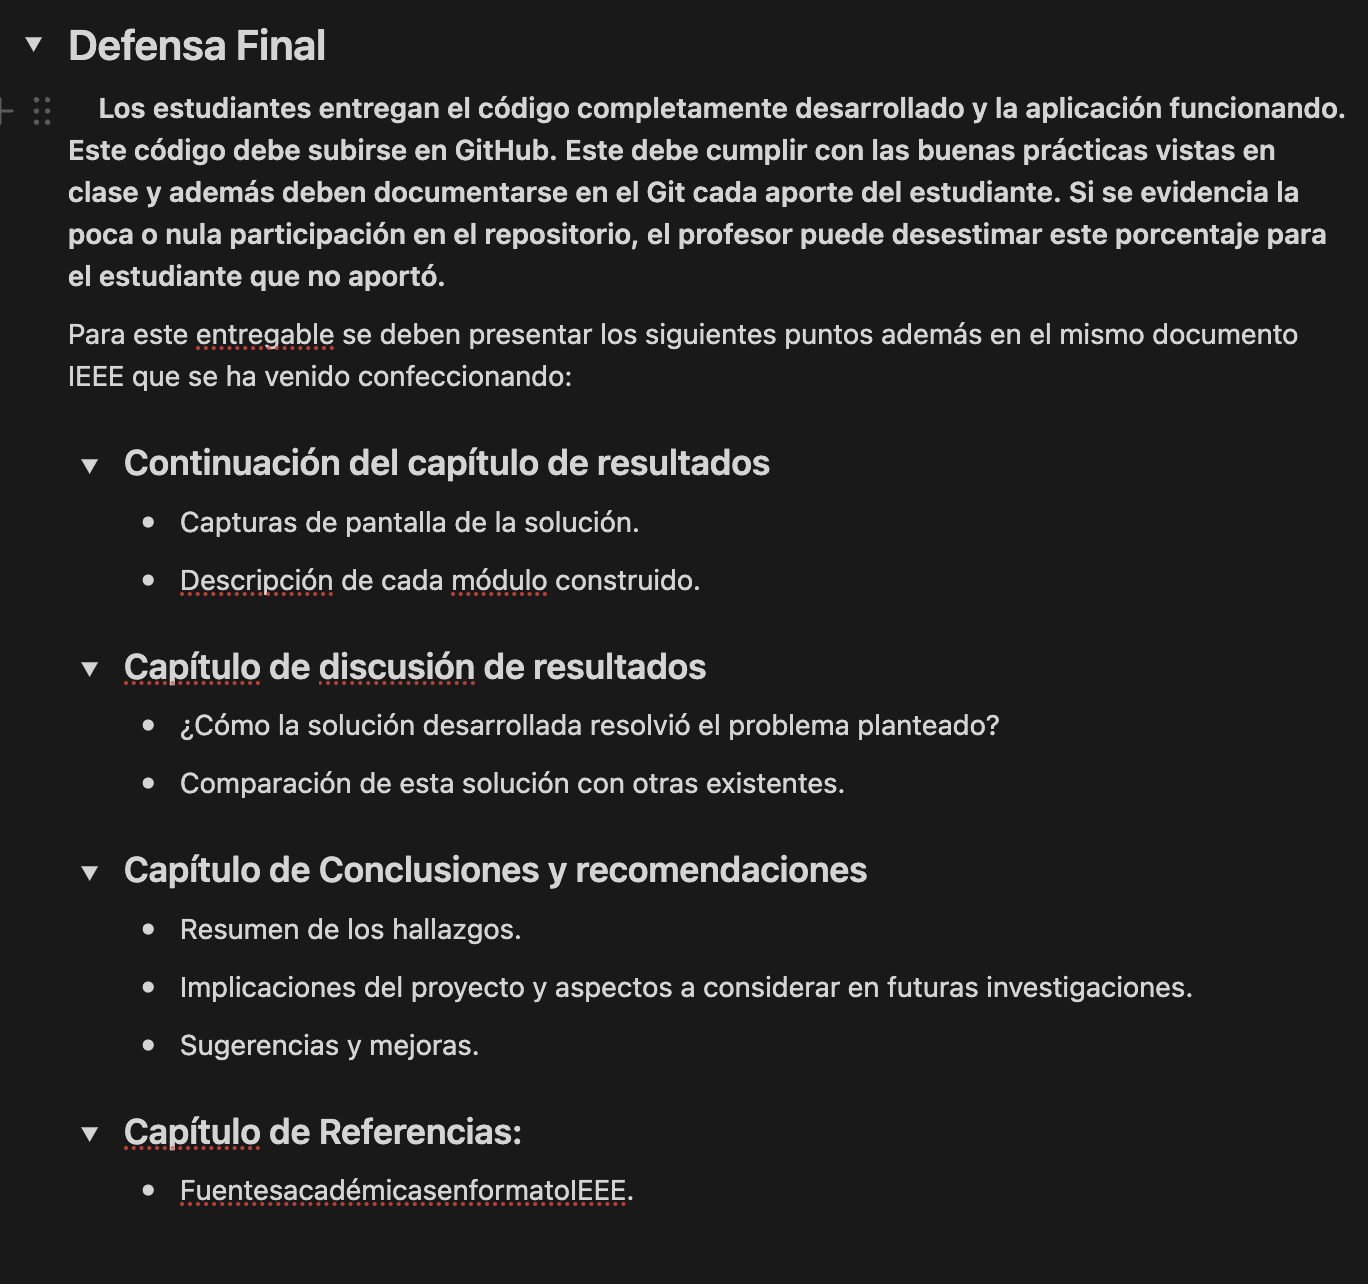 Defensa Final
Los estudiantes entregan el código completamente desarrollado y la aplicación funcionando.
Este código debe subirse en GitHub. Este debe cumplir con las buenas prácticas vistas en
clase y además deben documentarse en el Git cada aporte del estudiante. Si se evidencia la
poca o nula participación en el repositorio, el profesor puede desestimar este porcentaje para
el estudiante que no aportó.
Para este entregable se deben presentar los siguientes puntos además en el mismo documento
IEEE que se ha venido confeccionando:
Continuación del capítulo de resultados
• Capturas de pantalla de la solución.
• Descripción de cada módulo construido.
Capítulo de discusión de resultados
• ¿Cómo la solución desarrollada resolvió el problema planteado?
• Comparación de esta solución con otras existentes.
Capítulo de Conclusiones y recomendaciones
• Resumen de los hallazgos.
• Implicaciones del proyecto y aspectos a considerar en futuras investigaciones.
• Sugerencias y mejoras.
Capítulo de Referencias:
• FuentesacadémicasenformatoIEEE.